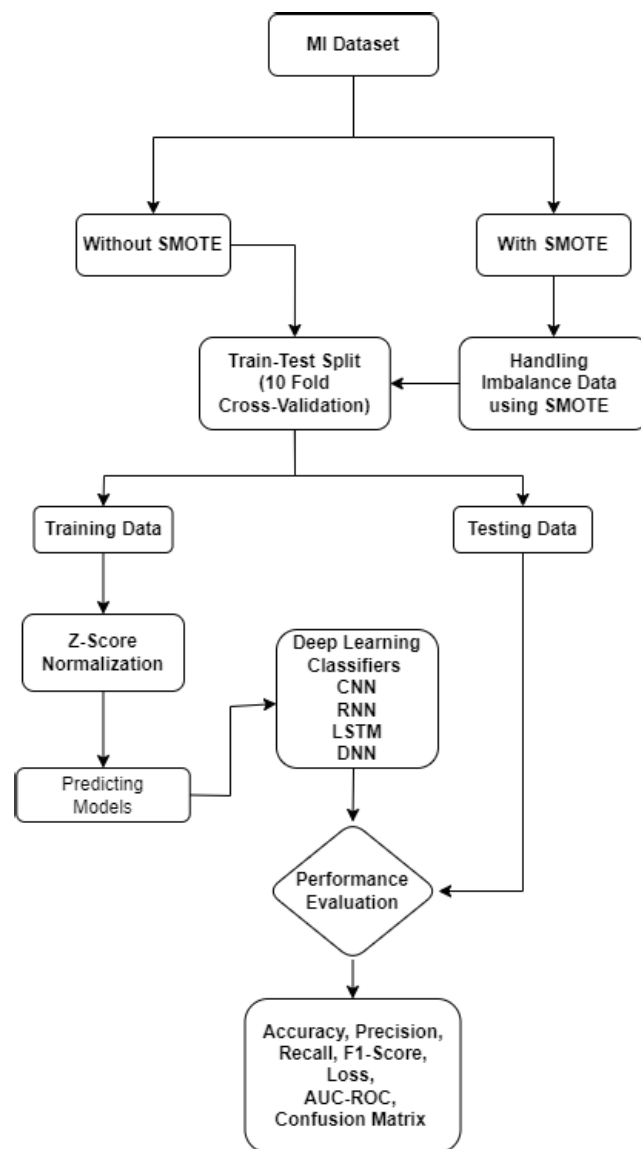 MI Dataset
Without SMOTE
With SMOTE
Train-Test Split
(10 Fold
Cross-Validation)
Handling
Imbalance Data
using SMOTE
Training Data
Testing Data
Z-Score
Normalization
Deep Learning
Classifiers
CNN
RNN
LSTM
DNN
Predicting
Models
Performance
Evaluation
Accuracy, Precision,
Recall, F1-Score,
Loss,
AUC-ROC,
Confusion Matrix